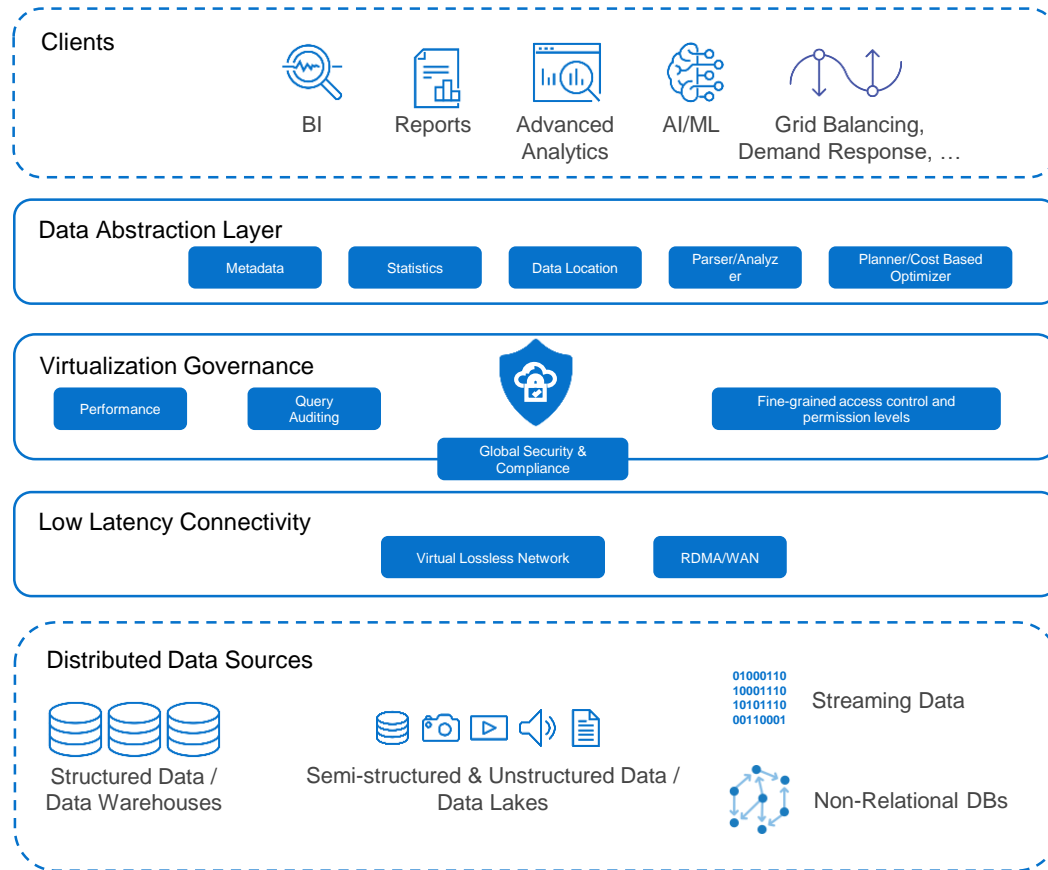 Clients
BI
Reports
Advanced
Analytics
AI/ML
Grid Balancing,
Demand Response, …
Data Abstraction Layer
Metadata
Statistics
Data Location
Parser/Analyz
er
Planner/Cost Based
Optimizer
Virtualization Governance
Performance
Query
Auditing
Fine-grained access control and
permission levels
Global Security &
Compliance
Low Latency Connectivity
Virtual Lossless Network
RDMA/WAN
Distributed Data Sources
Structured Data /
Data Warehouses
Semi-structured & Unstructured Data /
Data Lakes
01000110
10001110
10101110
00110001
Streaming Data
Non-Relational DBs